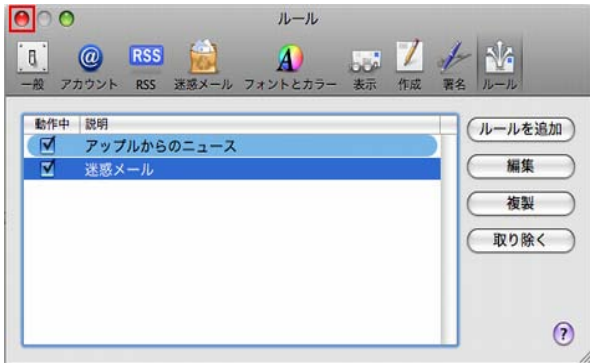 ルール
一般 アカウント RSS 迷惑メール フォントとカラー 表示 作成 署名 ルール
動作中 説明
アップルからのニュース
迷惑メール
ルールを追加
編集
複製
取り除く